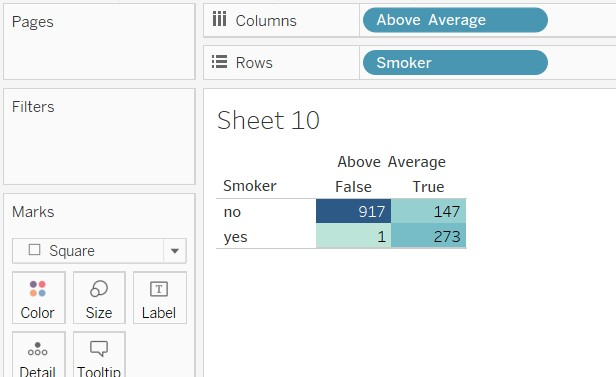 Pages
Columns
Above Average
Rows
Smoker
Filters
Sheet 10
Above Average
Smoker False True
no 917 147
yes 1 273
Marks
Square
Color Size T Label
Detail Tooltip